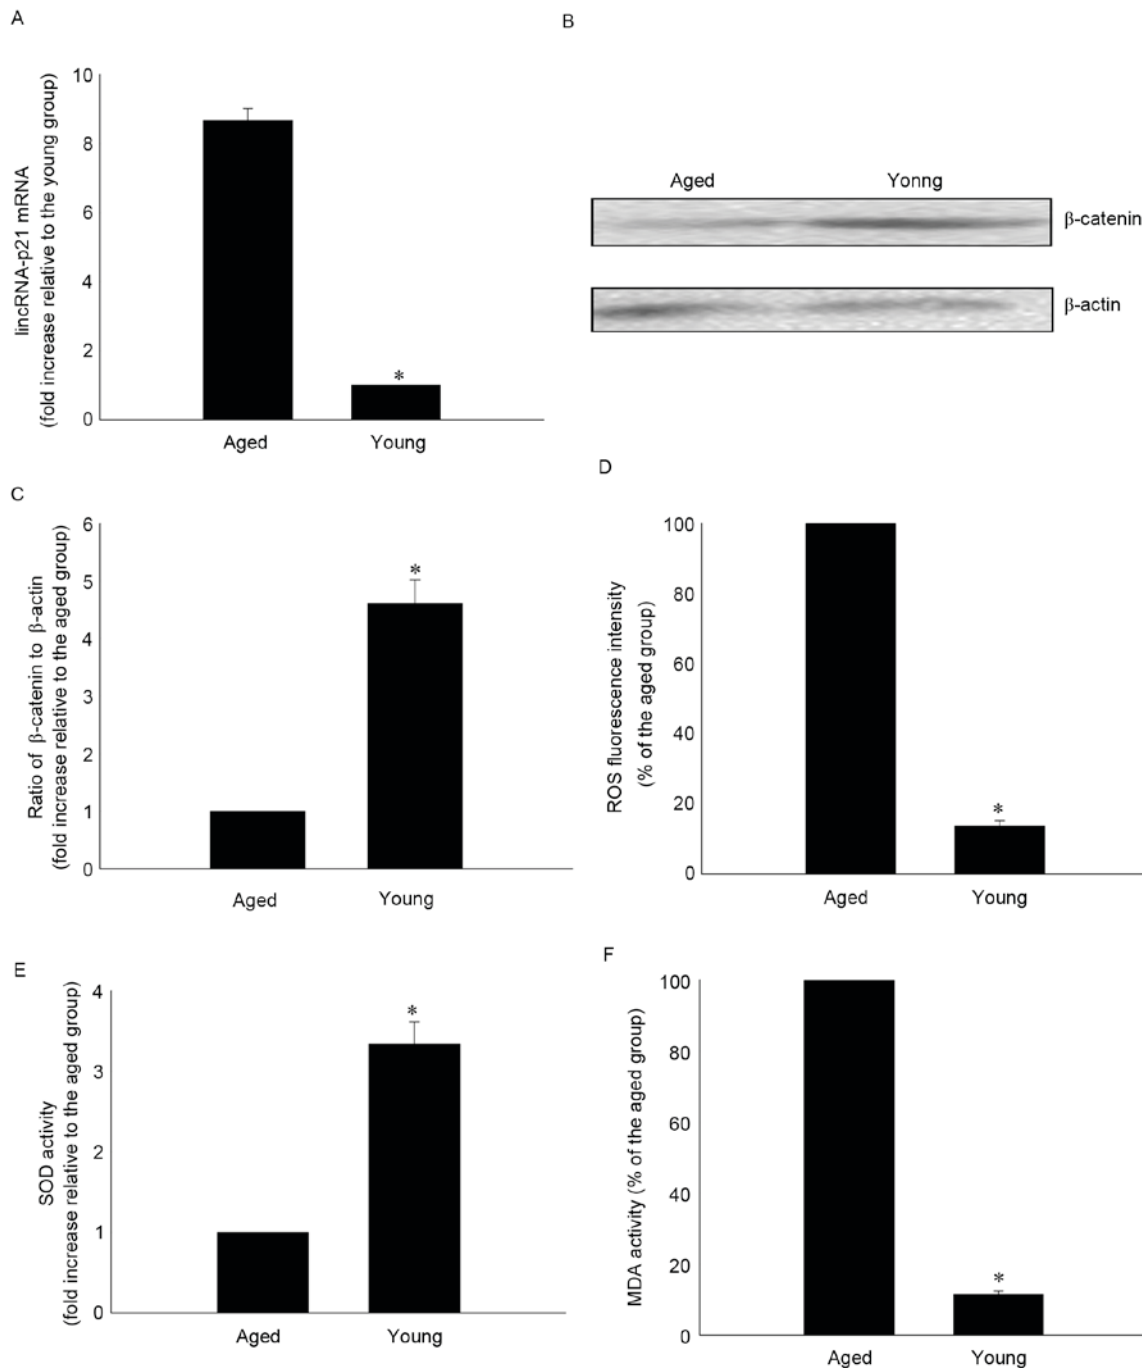 A
lincRNA-p21 mRNA
(fold increase relative to the young group)
10
8
6
4
2
0
*
Aged
Young
B
Aged
Yonng
β-catenin
β-actin
C
Ratio of β-catenin to β-actin
(fold increase relative to the aged group)
6
5
4
3
2
1
0
*
Aged
Young
D
ROS fluorescence intensity
(% of the aged group)
100
80
60
40
20
0
*
Aged
Young
E
SOD activity
(fold increase relative to the aged group)
4
3
2
1
0
*
Aged
Young
F
MDA activity (% of the aged group)
100
80
60
40
20
0
*
Aged
Young